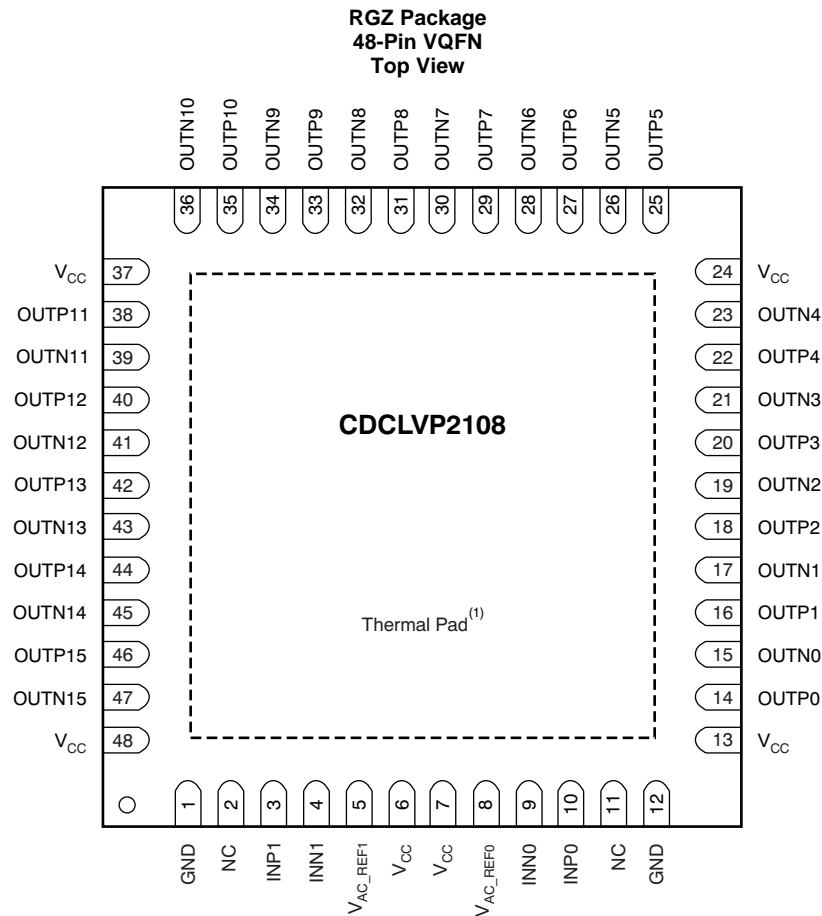 RGZ Package
48-Pin VQFN
Top View
OUTN10 OUTP10 OUTN9 OUTP9 OUTN8 OUTP8 OUTN7 OUTP7 OUTN6 OUTP6 OUTN5 OUTP5
36 35 34 33 32 31 30 29 28 27 26 25
VCC 37 24 VCC
OUTP11 38 23 OUTN4
OUTN11 39 22 OUTP4
OUTP12 40 21 OUTN3
CDCLVP2108
OUTN12 41 20 OUTP3
OUTP13 42 19 OUTN2
OUTN13 43 18 OUTP2
OUTP14 44 17 OUTN1
OUTN14 45 16 OUTP1
Thermal Pad(1)
OUTP15 46 15 OUTN0
OUTN15 47 14 OUTP0
VCC 48 13 VCC
1 2 3 4 5 6 7 8 9 10 11 12
GND NC INP1 INN1 VAC_REF1 VCC VCC VAC_REF0 INN0 INP0 NC GND